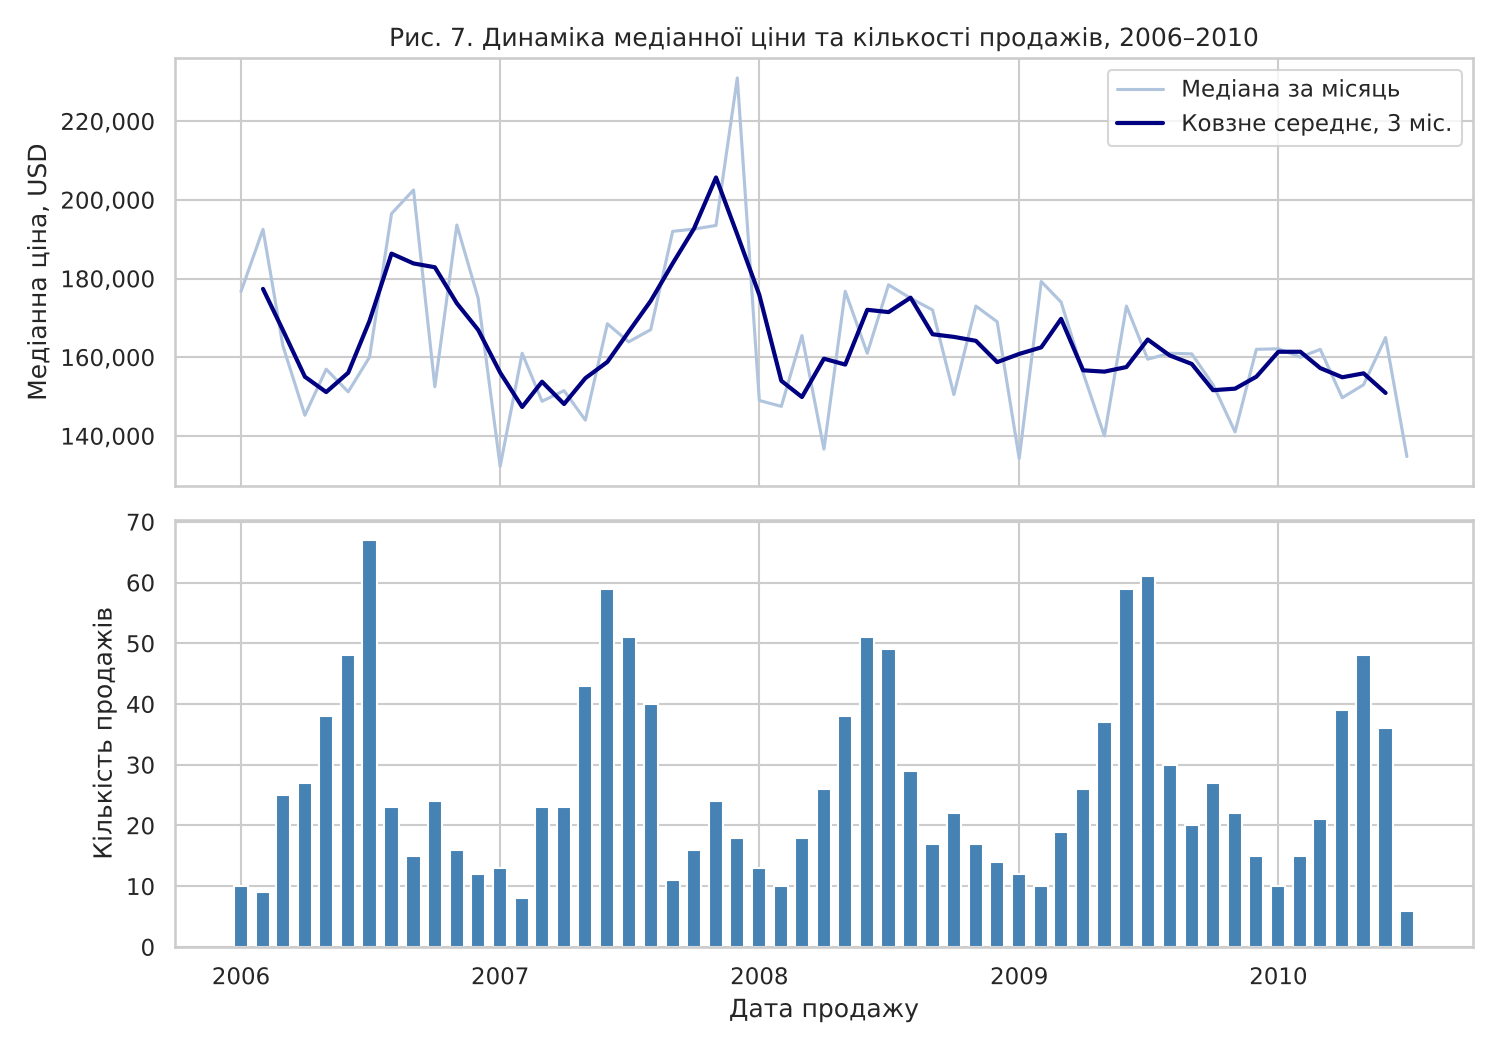 Рис. 7. Динаміка медіанної ціни та кількості продажів, 2006–2010
Медіана за місяць
Ковзне середнє, 3 міс.
Медіанна ціна, USD
220,000
200,000
180,000
160,000
140,000
Кількість продажів
70
60
50
40
30
20
10
0
2006 2007 2008 2009 2010
Дата продажу